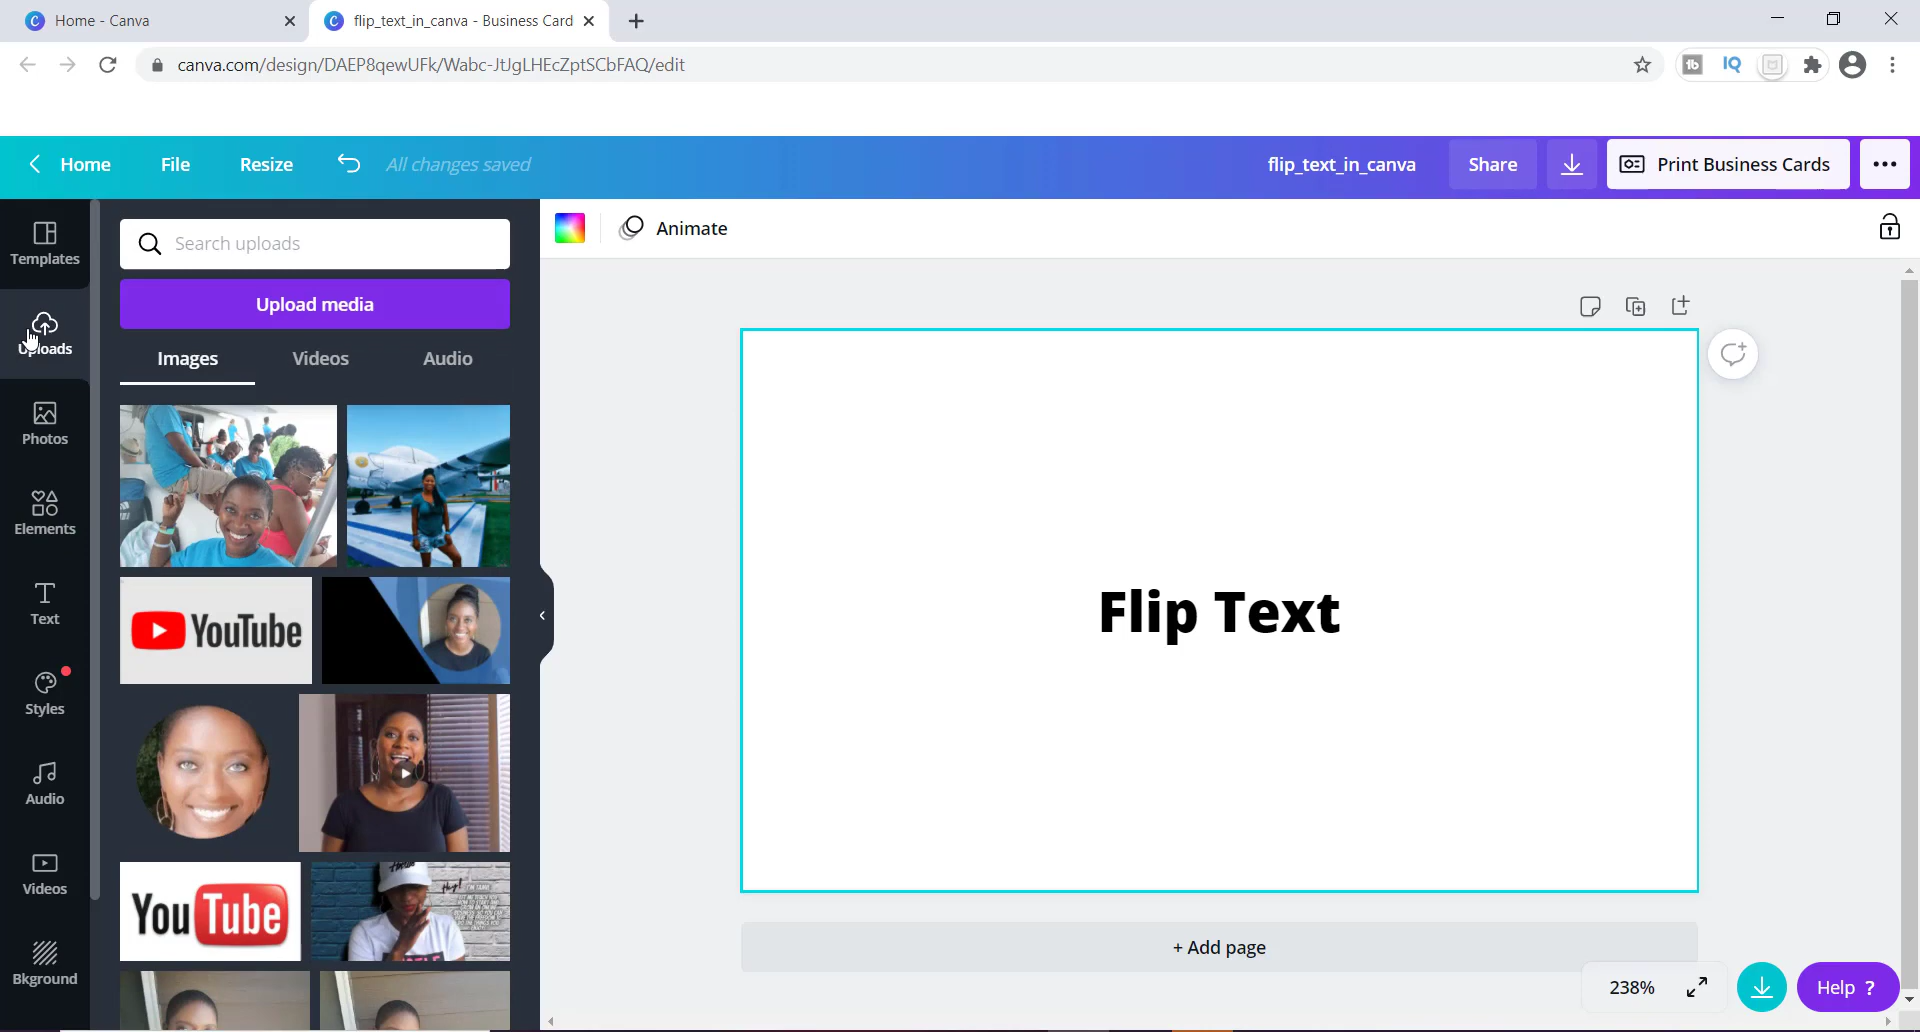 Home - Canva
flip_text_in_canva - Business Card
canva.com/design/DAEP8qewUFk/Wabc-JtJgLHEcZptSCbFAQ/edit
Home
File
Resize
All changes saved
flip_text_in_canva
Share
Print Business Cards
Templates
Uploads
Photos
Elements
Text
Styles
Audio
Videos
Bkground
Search uploads
Upload media
Images
Videos
Audio
YouTube
YouTube
Hey!
Animate
Flip Text
+ Add page
238%
Help ?